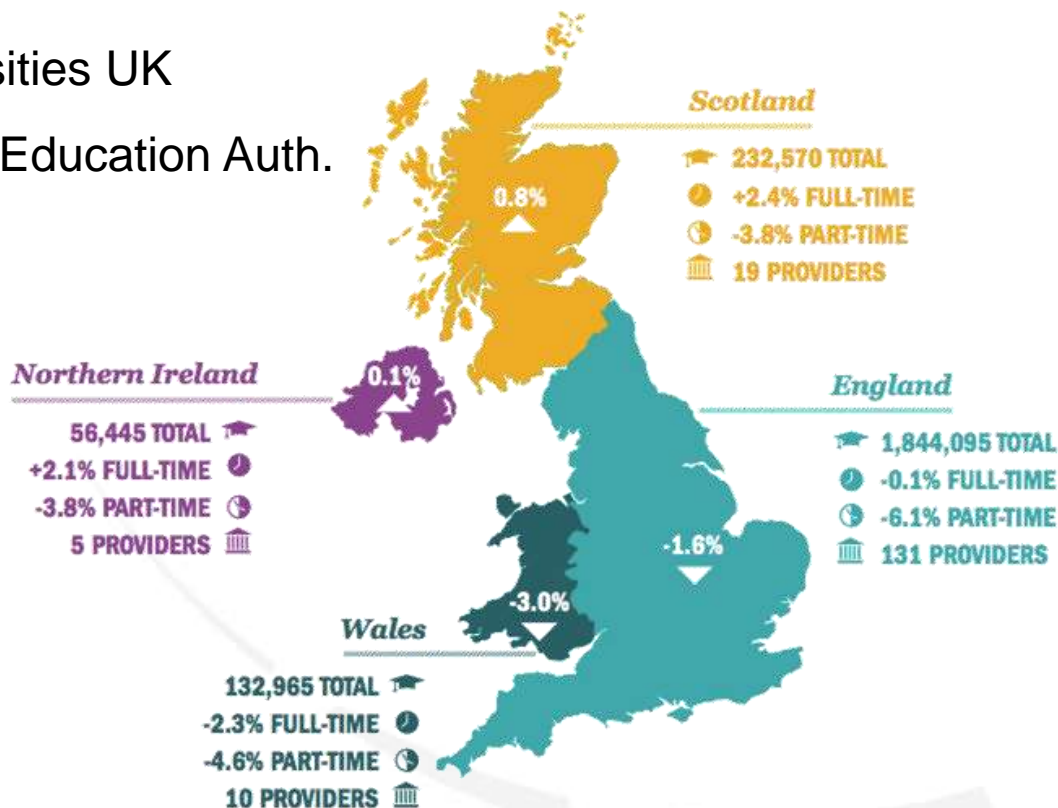 sities UK
Education Auth.
Scotland
232,570 TOTAL
+2.4% FULL-TIME
-3.8% PART-TIME
19 PROVIDERS
0.8%
Northern Ireland
56,445 TOTAL
+2.1% FULL-TIME
-3.8% PART-TIME
5 PROVIDERS
0.1%
England
1,844,095 TOTAL
-0.1% FULL-TIME
-6.1% PART-TIME
131 PROVIDERS
-1.6%
Wales
132,965 TOTAL
-2.3% FULL-TIME
-4.6% PART-TIME
10 PROVIDERS
-3.0%